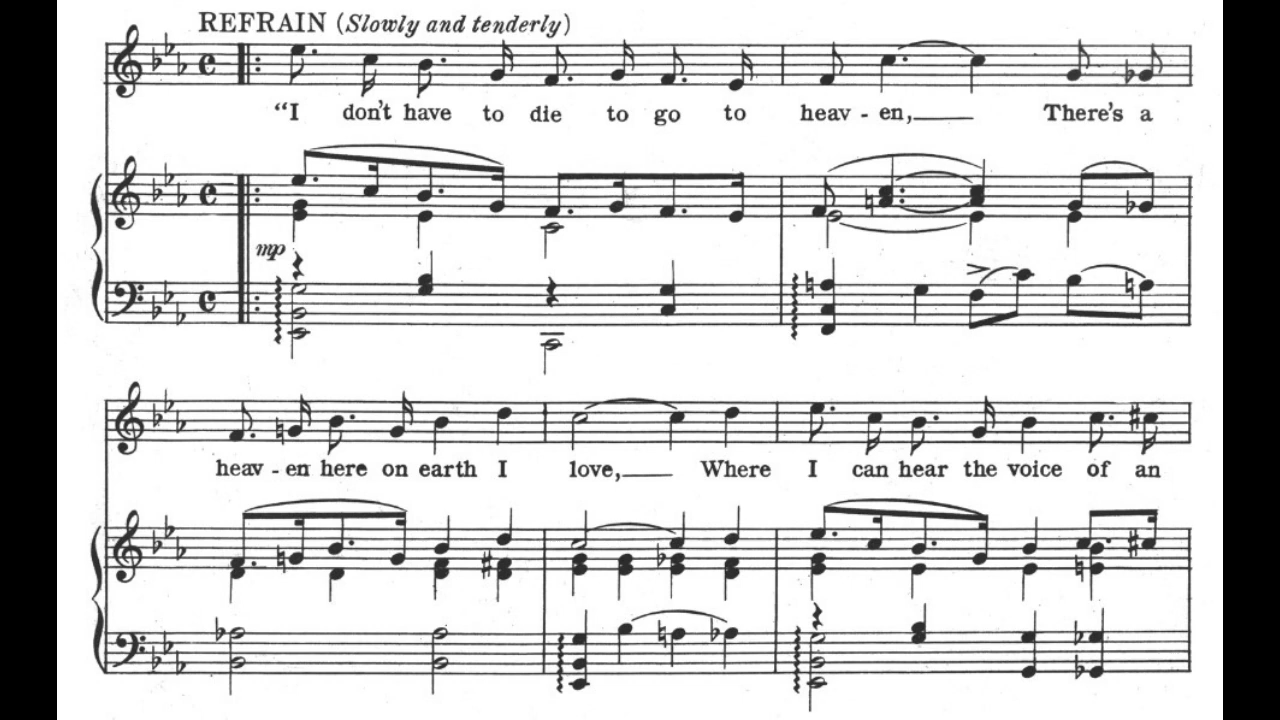 REFRAIN (Slowly and tenderly)
“I don't have to die to go to heav - en, There's a
mp
heav - en here on earth I love, Where I can hear the voice of an